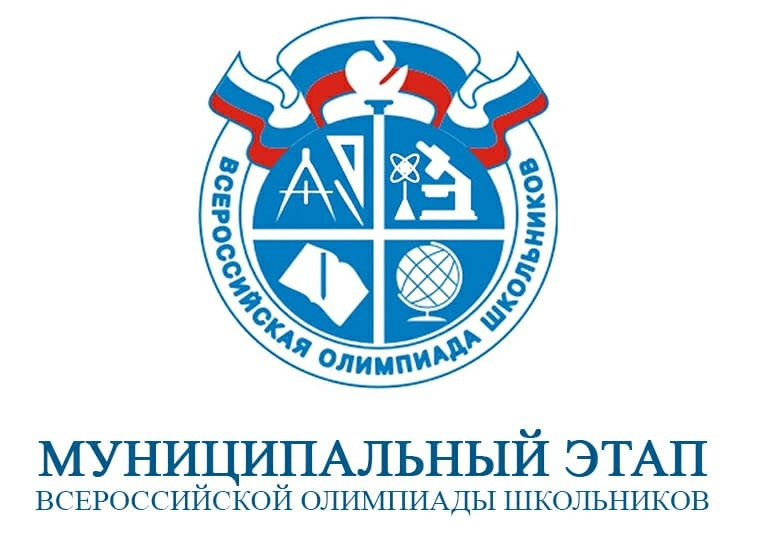 ВСЕРОССИЙСКАЯ ОЛИМПИАДА ШКОЛЬНИКОВ
МУНИЦИПАЛЬНЫЙ ЭТАП
ВСЕРОССИЙСКОЙ ОЛИМПИАДЫ ШКОЛЬНИКОВ